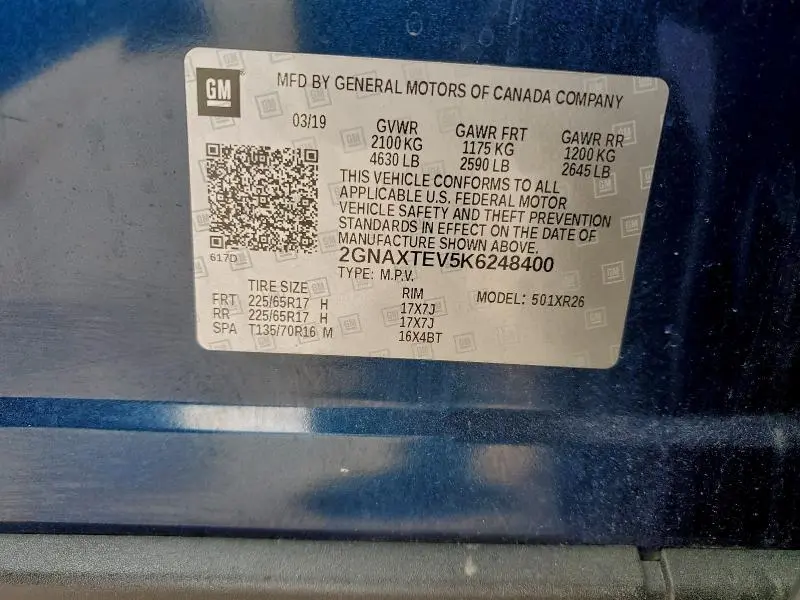 GM
MFD BY GENERAL MOTORS OF CANADA COMPANY
03/19 GVWR GAWR FRT GAWR RR
2100 KG 1175 KG 1200 KG
4630 LB 2590 LB 2645 LB
THIS VEHICLE CONFORMS TO ALL
APPLICABLE U.S. FEDERAL MOTOR
VEHICLE SAFETY AND THEFT PREVENTION
STANDARDS IN EFFECT ON THE DATE OF
MANUFACTURE SHOWN ABOVE.
617D 2GNAXTEV5K6248400
TYPE: M.P.V.
TIRE SIZE RIM MODEL: 501XR26
FRT 225/65R17 H 17X7J
RR 225/65R17 H 17X7J
SPA T135/70R16 M 16X4BT